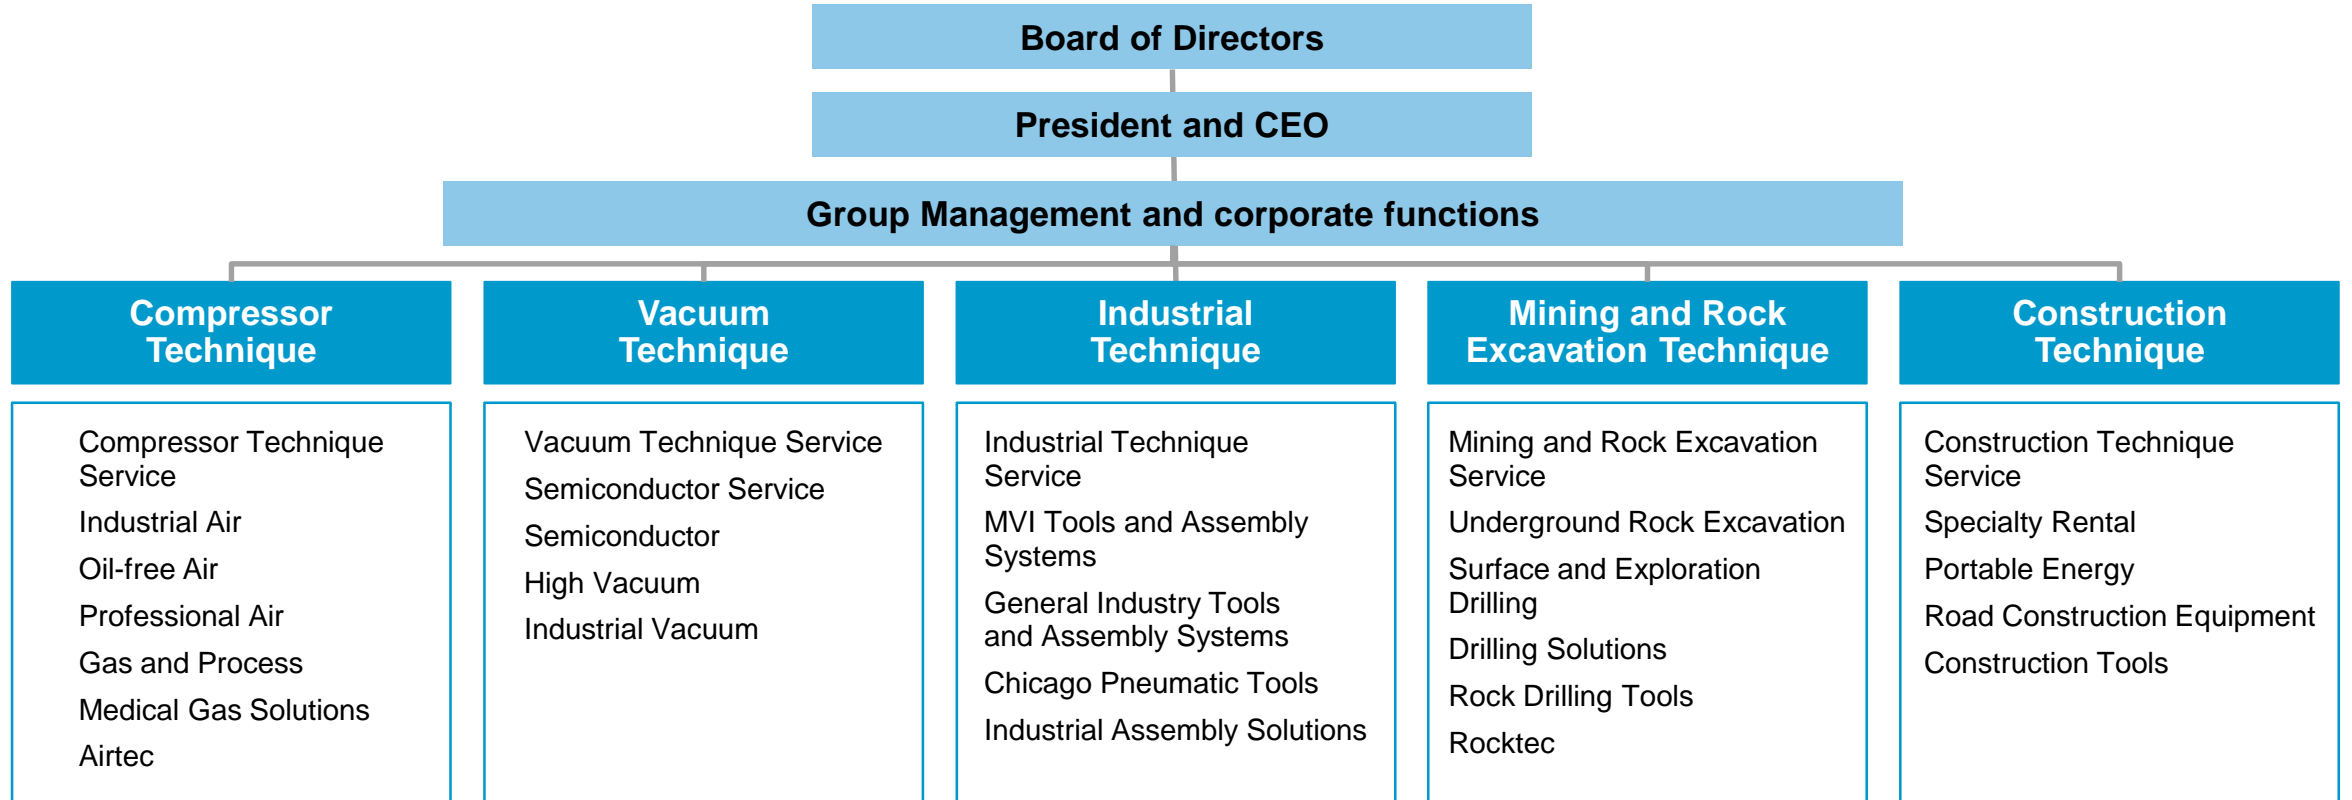 Board of Directors
President and CEO
Group Management and corporate functions
Compressor
Technique
Vacuum
Technique
Industrial
Technique
Mining and Rock
Excavation Technique
Construction
Technique
Compressor Technique
Service
Industrial Air
Oil-free Air
Professional Air
Gas and Process
Medical Gas Solutions
Airtec
Vacuum Technique Service
Semiconductor Service
Semiconductor
High Vacuum
Industrial Vacuum
Industrial Technique
Service
MVI Tools and Assembly
Systems
General Industry Tools
and Assembly Systems
Chicago Pneumatic Tools
Industrial Assembly Solutions
Mining and Rock Excavation
Service
Underground Rock Excavation
Surface and Exploration
Drilling
Drilling Solutions
Rock Drilling Tools
Rocktec
Construction Technique
Service
Specialty Rental
Portable Energy
Road Construction Equipment
Construction Tools